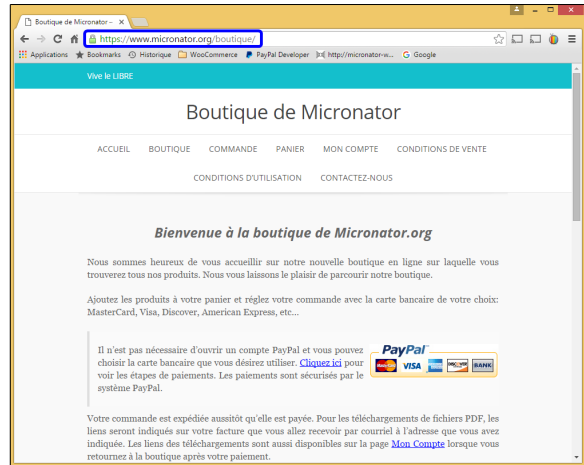 Boutique de Micronator –
https://www.micronator.org/boutique/
Applications Bookmarks Historique WooCommerce PayPal Developer http://micronator-w... Google
Vive le LIBRE
Boutique de Micronator
ACCUEIL BOUTIQUE COMMANDE PANIER MON COMPTE CONDITIONS DE VENTE
CONDITIONS D'UTILISATION CONTACTEZ-NOUS
Bienvenue à la boutique de Micronator.org
Nous sommes heureux de vous accueillir sur notre nouvelle boutique en ligne sur laquelle vous
trouverez tous nos produits. Nous vous laissons le plaisir de parcourir notre boutique.
Ajoutez les produits à votre panier et réglez votre commande avec la carte bancaire de votre choix:
MasterCard, Visa, Discover, American Express, etc...
Il n'est pas nécessaire d'ouvrir un compte PayPal et vous pouvez
choisir la carte bancaire que vous désirez utiliser. Cliquez ici pour
voir les étapes de paiements. Les paiements sont sécurisés par le
système PayPal.
PayPal
MasterCard VISA DISCOVER BANK
Votre commande est expédiée aussitôt qu'elle est payée. Pour les téléchargements de fichiers PDF, les
liens seront indiqués sur votre facture que vous allez recevoir par courriel à l'adresse que vous avez
indiquée. Les liens des téléchargements sont aussi disponibles sur la page Mon Compte lorsque vous
retournez à la boutique après votre paiement.